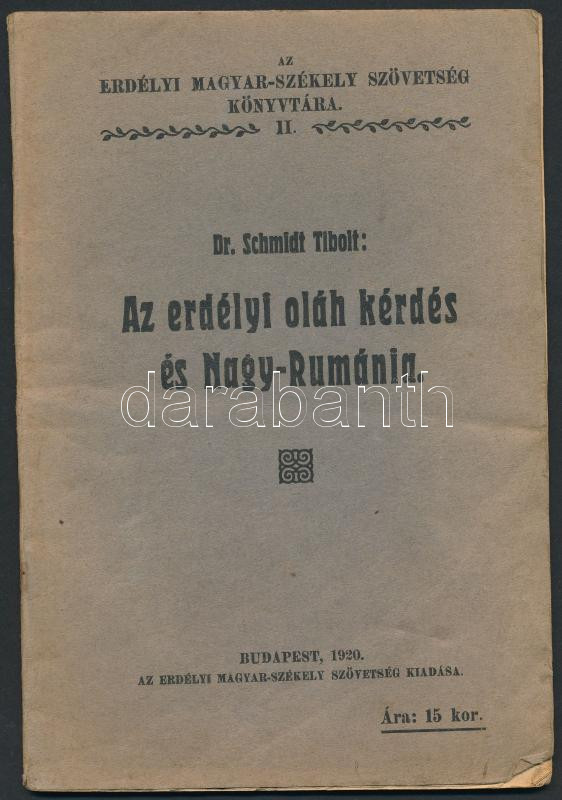 AZ
ERDÉLYI MAGYAR-SZÉKELY SZÖVETSÉG
KÖNYVTÁRA.
II.
Dr. Schmidt Tibolt:
Az erdélyi oláh kérdés
és Nagy-Rumánia.
darabanth
BUDAPEST, 1920.
AZ ERDÉLYI MAGYAR-SZÉKELY SZÖVETSÉG KIADÁSA.
Ára: 15 kor.